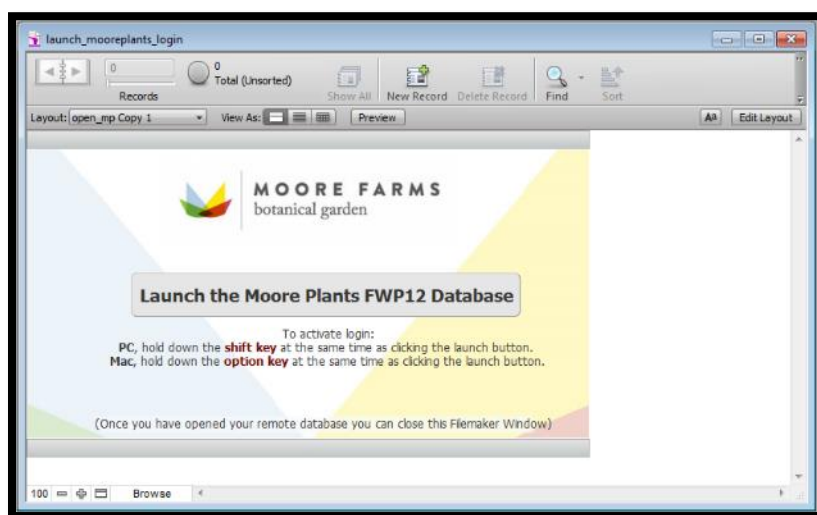 launch_mooreplants_login
0
0
Total (Unsorted)
Records
Show All
New Record
Delete Record
Find
Sort
Layout: open_mp Copy 1
View As:
Preview
Aa
Edit Layout
MOORE FARMS
botanical garden
Launch the Moore Plants FWP12 Database
To activate login:
PC, hold down the shift key at the same time as clicking the launch button.
Mac, hold down the option key at the same time as clicking the launch button.
(Once you have opened your remote database you can close this Filemaker Window)
100
Browse